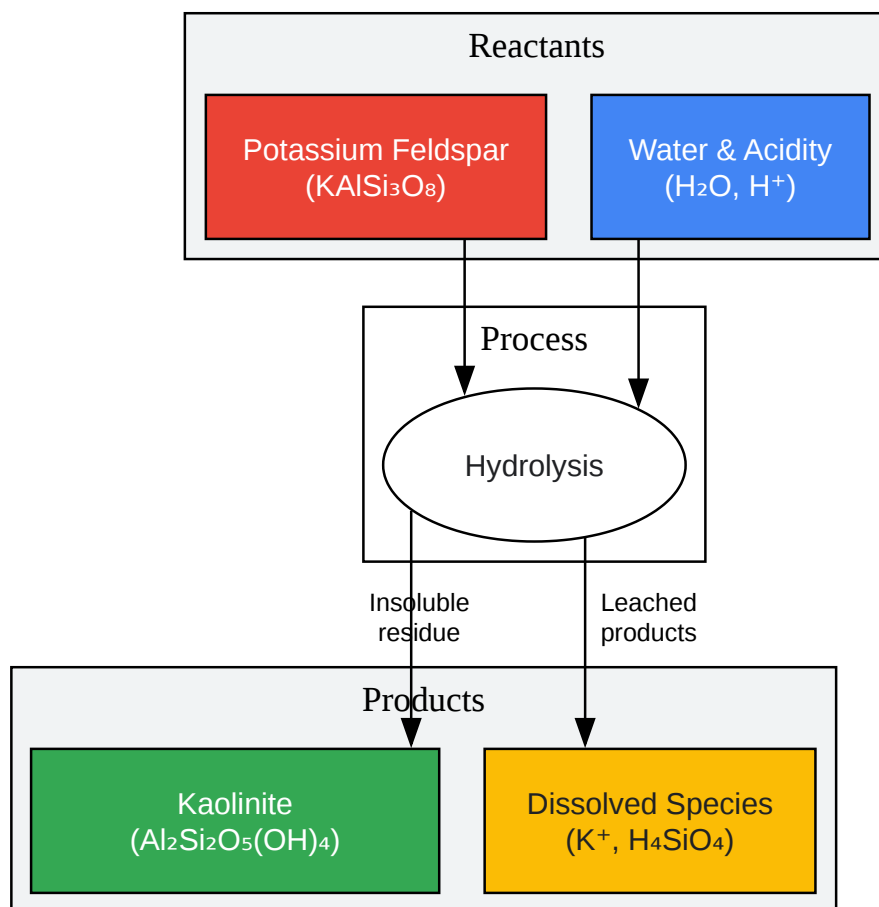 Reactants
Potassium Feldspar
(KAlSi₃O₈)
Water & Acidity
(H₂O, H⁺)
Process
Hydrolysis
Insoluble
residue
Leached
products
Products
Kaolinite
(Al₂Si₂O₅(OH)₄)
Dissolved Species
(K⁺, H₄SiO₄)